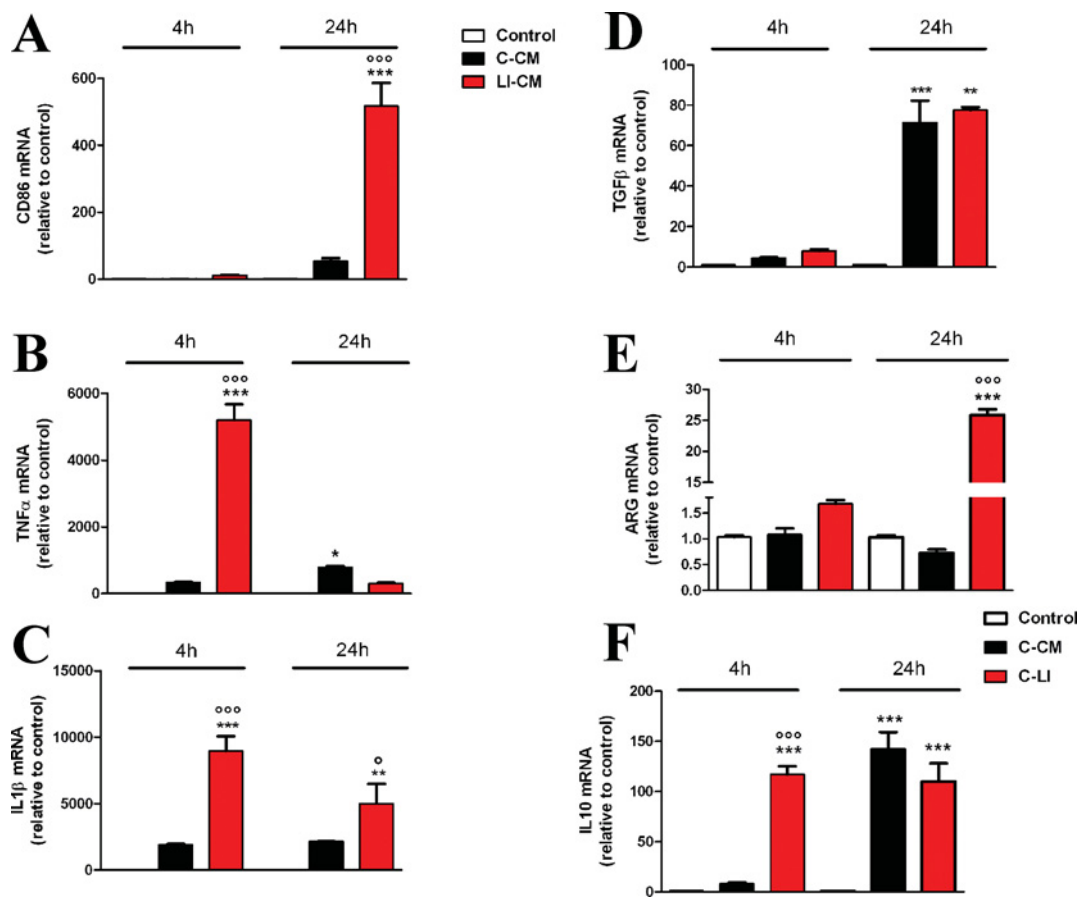 A
4h
24h
Control
C-CM
LI-CM
°°°
***
CD86 mRNA
(relative to control)
600
400
200
0
B
4h
24h
°°°
***
*
TNFα mRNA
(relative to control)
6000
4000
2000
0
C
4h
24h
°°°
***
°
**
IL1β mRNA
(relative to control)
15000
10000
5000
0
D
4h
24h
***
**
TGFβ mRNA
(relative to control)
100
80
60
40
20
0
E
4h
24h
°°°
***
ARG mRNA
(relative to control)
30
25
20
15
1.5
1.0
0.5
0.0
Control
C-CM
C-LI
F
4h
24h
°°°
***
***
***
IL10 mRNA
(relative to control)
200
150
100
50
0